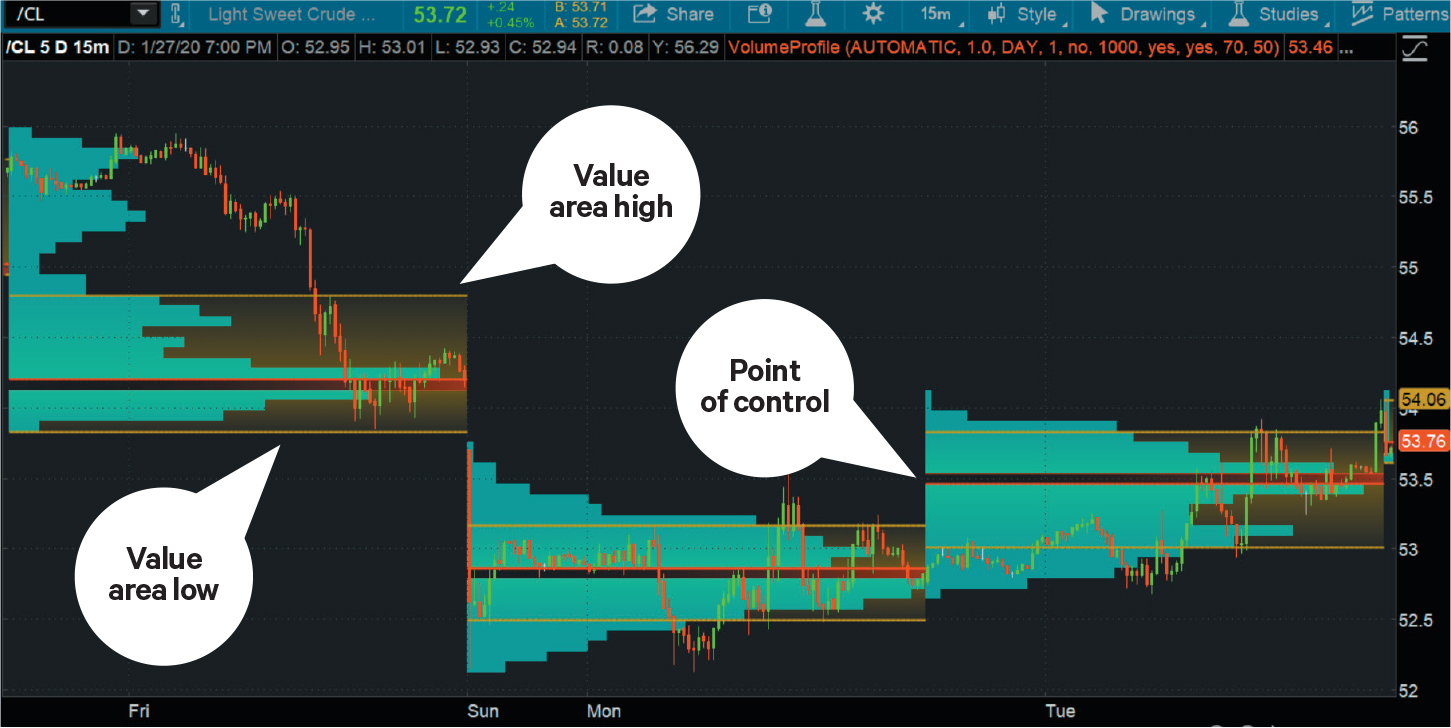 /CL Light Sweet Crude ... 53.72 +.24 +0.45% B: 53.71 A: 53.72 Share 15m Style Drawings Studies Patterns
/CL 5 D 15m D: 1/27/20 7:00 PM O: 52.95 H: 53.01 L: 52.93 C: 52.94 R: 0.08 Y: 56.29 VolumeProfile (AUTOMATIC, 1.0, DAY, 1, no, 1000, yes, yes, 70, 50) 53.46 ...
56
Value
area high
55.5
55
54.5
Point
of control
54.06
54
53.76
53.5
Value
area low
53
52.5
52
Fri Sun Mon Tue